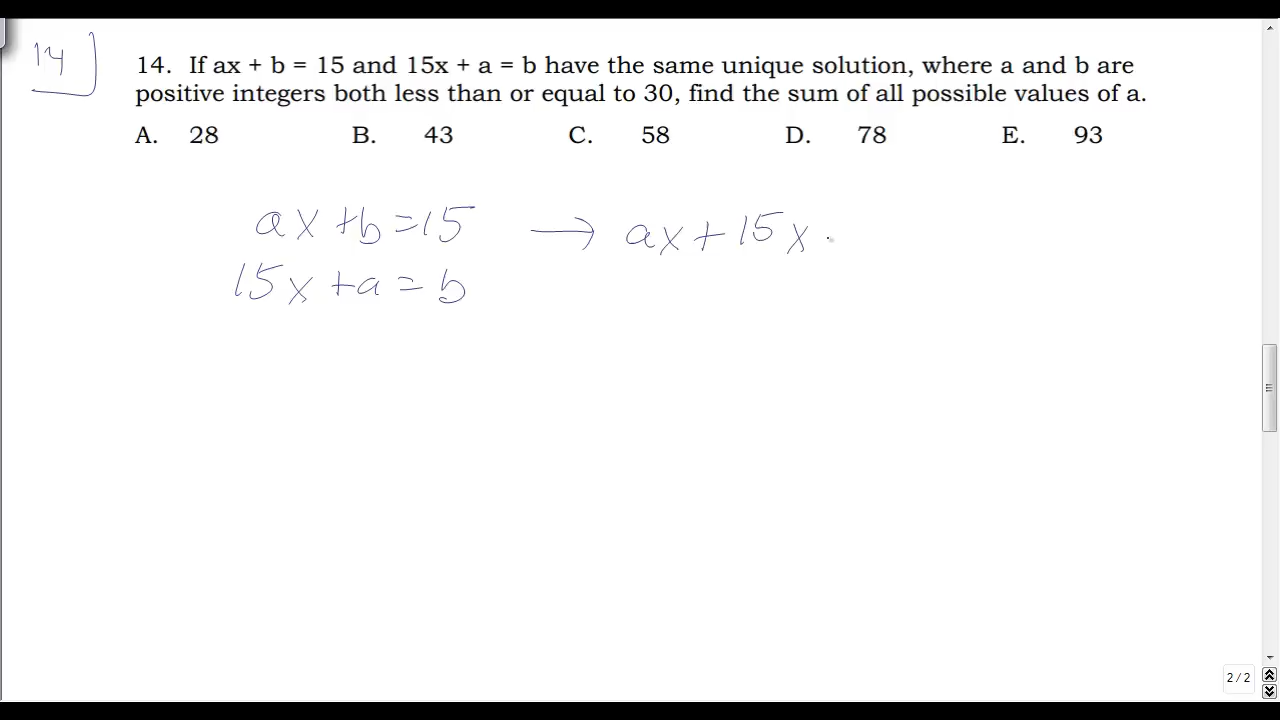 14
14. If ax + b = 15 and 15x + a = b have the same unique solution, where a and b are
positive integers both less than or equal to 30, find the sum of all possible values of a.
A. 28 B. 43 C. 58 D. 78 E. 93
ax + b = 15 → ax + 15x
15x + a = b
2 / 2